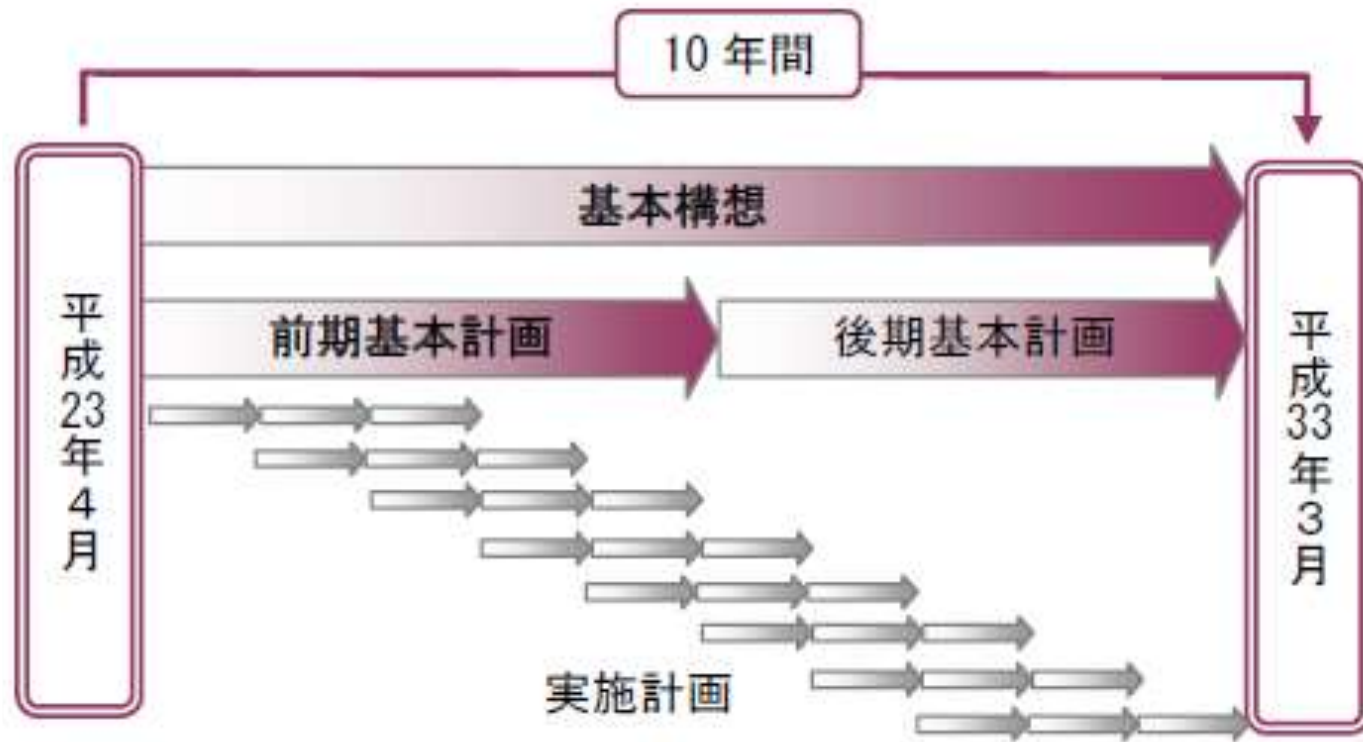 10 年間
基本構想
前期基本計画
後期基本計画
平成23年4月
平成33年3月
実施計画